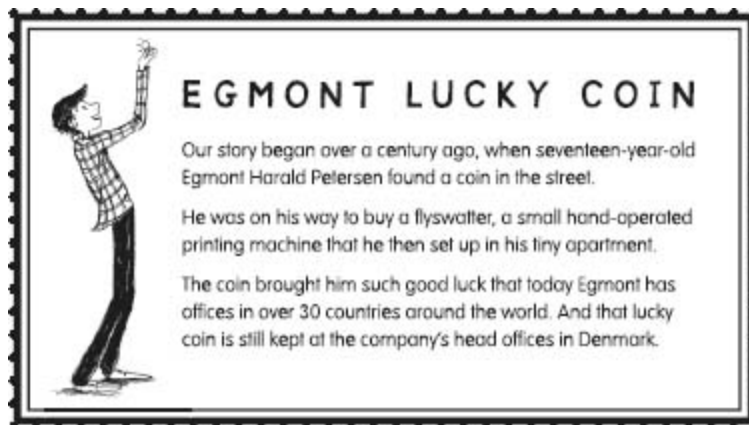 EGMONT LUCKY COIN
Our story began over a century ago, when seventeen-year-old
Egmont Harald Petersen found a coin in the street.
He was on his way to buy a flyswatter, a small hand-operated
printing machine that he then set up in his tiny apartment.
The coin brought him such good luck that today Egmont has
offices in over 30 countries around the world. And that lucky
coin is still kept at the company's head offices in Denmark.